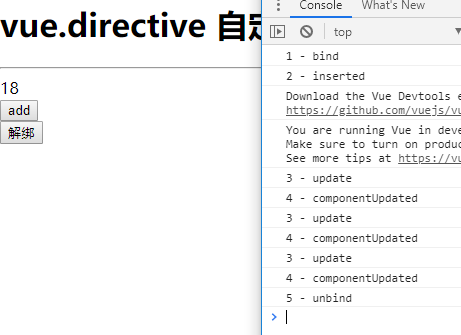 vue.directive 自定
18
add
解绑
Console
What's New
top
1 - bind
2 - inserted
Download the Vue Devtools e
https://github.com/vuejs/vu
You are running Vue in deve
Make sure to turn on produc
See more tips at https://vu
3 - update
4 - componentUpdated
3 - update
4 - componentUpdated
3 - update
4 - componentUpdated
5 - unbind